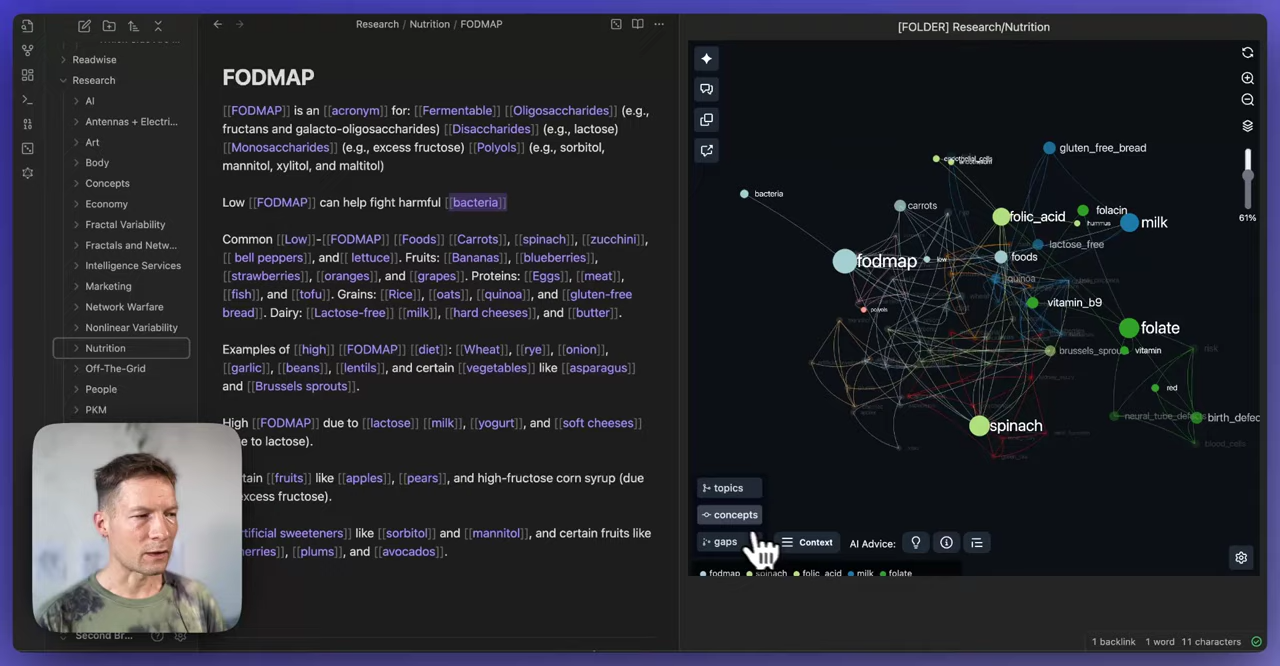 Research / Nutrition / FODMAP
[FOLDER] Research/Nutrition
Readwise
Research
AI
Antennas + Electri...
Art
Body
Concepts
Economy
Fractal Variability
Fractals and Netw...
Intelligence Services
Marketing
Network Warfare
Nonlinear Variability
Nutrition
Off-The-Grid
People
PKM
Second Br...
FODMAP
[[FODMAP]] is an [[acronym]] for: [[Fermentable]] [[Oligosaccharides]] (e.g.,
fructans and galacto-oligosaccharides) [[Disaccharides]] (e.g., lactose)
[[Monosaccharides]] (e.g., excess fructose) [[Polyols]] (e.g., sorbitol,
mannitol, xylitol, and maltitol)
Low [[FODMAP]] can help fight harmful [[bacteria]]
Common [[Low]]-[[FODMAP]] [[Foods]] [[Carrots]], [[spinach]], [[zucchini]],
[[ bell peppers]], and[[ lettuce]]. Fruits: [[Bananas]], [[blueberries]],
[[strawberries]], [[oranges]], and [[grapes]]. Proteins: [[Eggs]], [[meat]],
[[fish]], and [[tofu]]. Grains: [[Rice]], [[oats]], [[quinoa]], and [[gluten-free
bread]]. Dairy: [[Lactose-free]] [[milk]], [[hard cheeses]], and [[butter]].
Examples of [[high]] [[FODMAP]] [[diet]]: [[Wheat]], [[rye]], [[onion]],
[[garlic]], [[beans]], [[lentils]], and certain [[vegetables]] like [[asparagus]]
and [[Brussels sprouts]].
High [[FODMAP]] due to [[lactose]] [[milk]], [[yogurt]], and [[soft cheeses]]
to lactose).
[[fruits]] like [[apples]], [[pears]], and high-fructose corn syrup (due
excess fructose).
sweeteners]] like [[sorbitol]] and [[mannitol]], and certain fruits like
[[plums]], and [[avocados]].
gluten_free_bread
bacteria
carrots
folic_acid
folacin
hummus
milk
lactose_free
fodmap
low
foods
quinoa
vitamin_b9
polyols
folate
brussels_sprou
vitamin
risk
red
neural_tube_defects
birth_defec
spinach
blood_cells
61%
topics
concepts
gaps
Context
AI Advice:
fodmap spinach folic_acid milk folate
1 backlink 1 word 11 characters